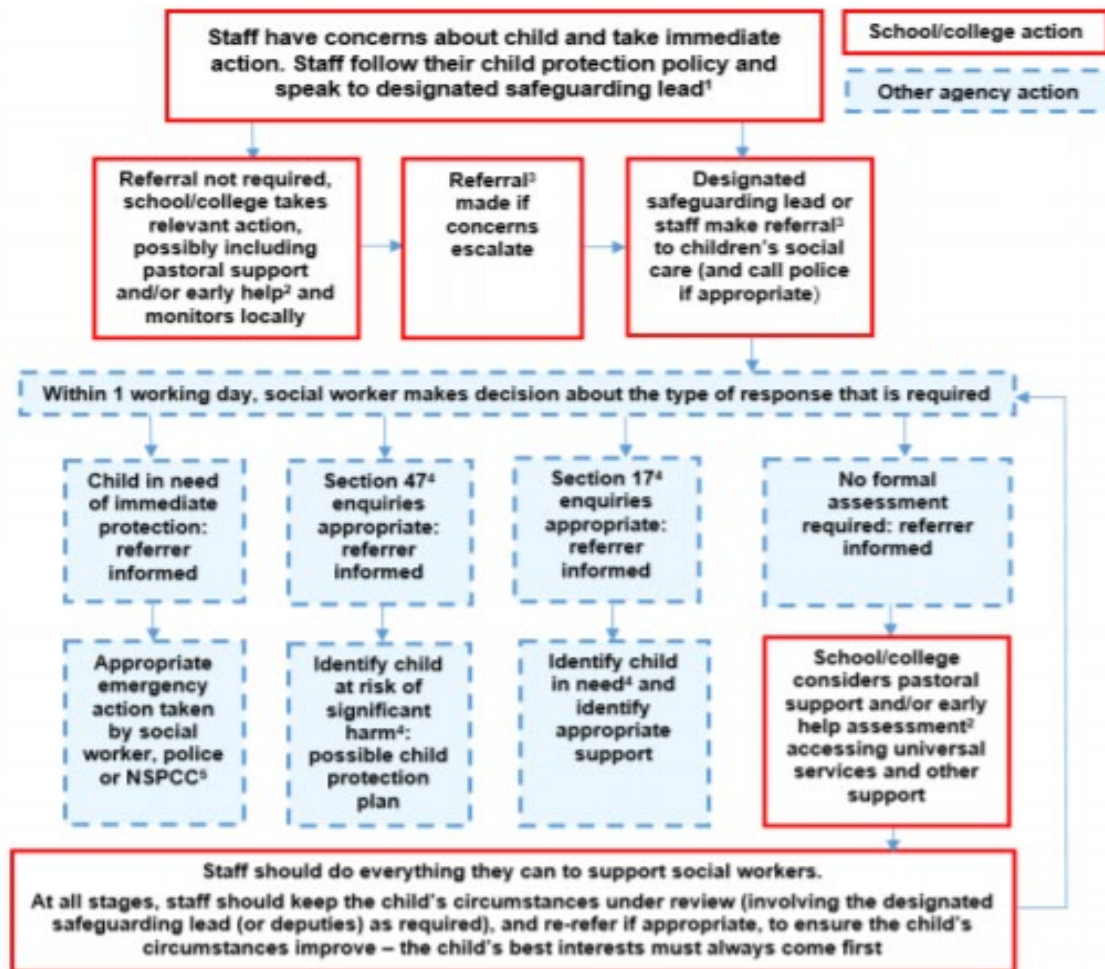 Staff have concerns about child and take immediate
action. Staff follow their child protection policy and
speak to designated safeguarding lead¹
School/college action
Other agency action
Referral not required,
school/college takes
relevant action,
possibly including
pastoral support
and/or early help² and
monitors locally
Referral³
made if
concerns
escalate
Designated
safeguarding lead or
staff make referral³
to children's social
care (and call police
if appropriate)
Within 1 working day, social worker makes decision about the type of response that is required
Child in need
of immediate
protection:
referrer
informed
Section 47⁴
enquiries
appropriate:
referrer
informed
Section 17⁴
enquiries
appropriate:
referrer
informed
No formal
assessment
required: referrer
informed
Appropriate
emergency
action taken
by social
worker, police
or NSPCC⁵
Identify child
at risk of
significant
harm⁴:
possible child
protection
plan
Identify child
in need⁴ and
identify
appropriate
support
School/college
considers pastoral
support and/or early
help assessment²
accessing universal
services and other
support
Staff should do everything they can to support social workers.
At all stages, staff should keep the child's circumstances under review (involving the designated
safeguarding lead (or deputies) as required), and re-refer if appropriate, to ensure the child's
circumstances improve – the child's best interests must always come first